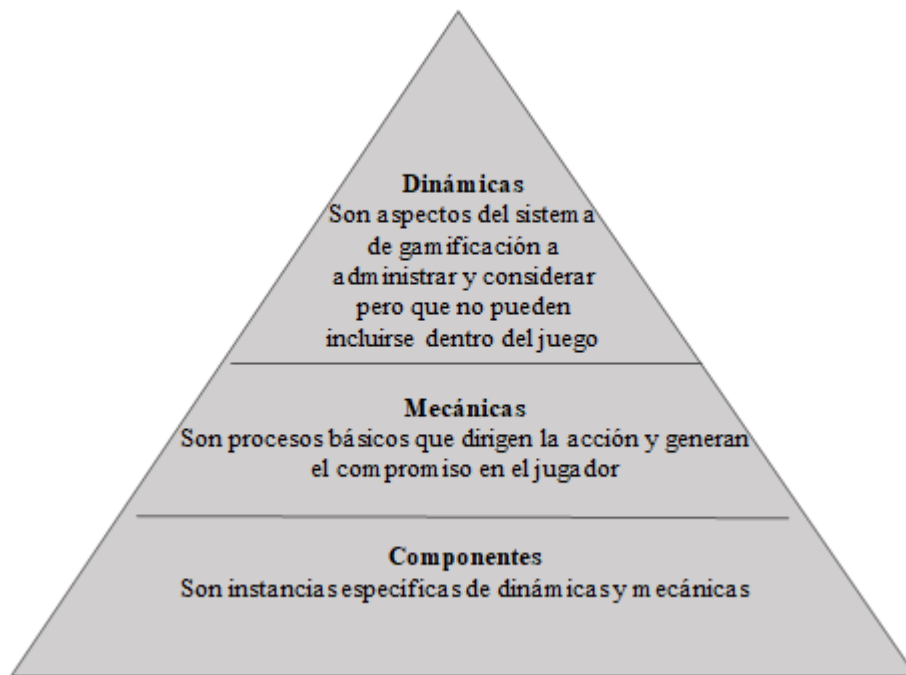 Dinámicas
Son aspectos del sistema
de gamificación a
administrar y considerar
pero que no pueden
incluirse dentro del juego
Mecánicas
Son procesos básicos que dirigen la acción y generan
el compromiso en el jugador
Componentes
Son instancias específicas de dinámicas y mecánicas